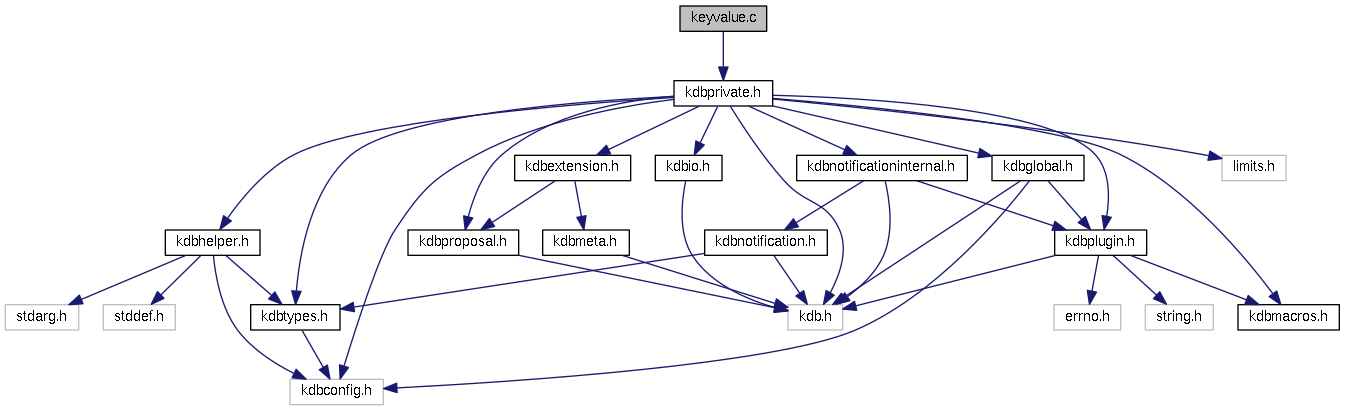 keyvalue.c
kdbprivate.h
kdbextension.h
kdbio.h
kdbnotificationinternal.h
kdbglobal.h
limits.h
kdbhelper.h
kdbproposal.h
kdbmeta.h
kdbnotification.h
kdbplugin.h
stdarg.h
stddef.h
kdbtypes.h
kdb.h
errno.h
string.h
kdbmacros.h
kdbconfig.h